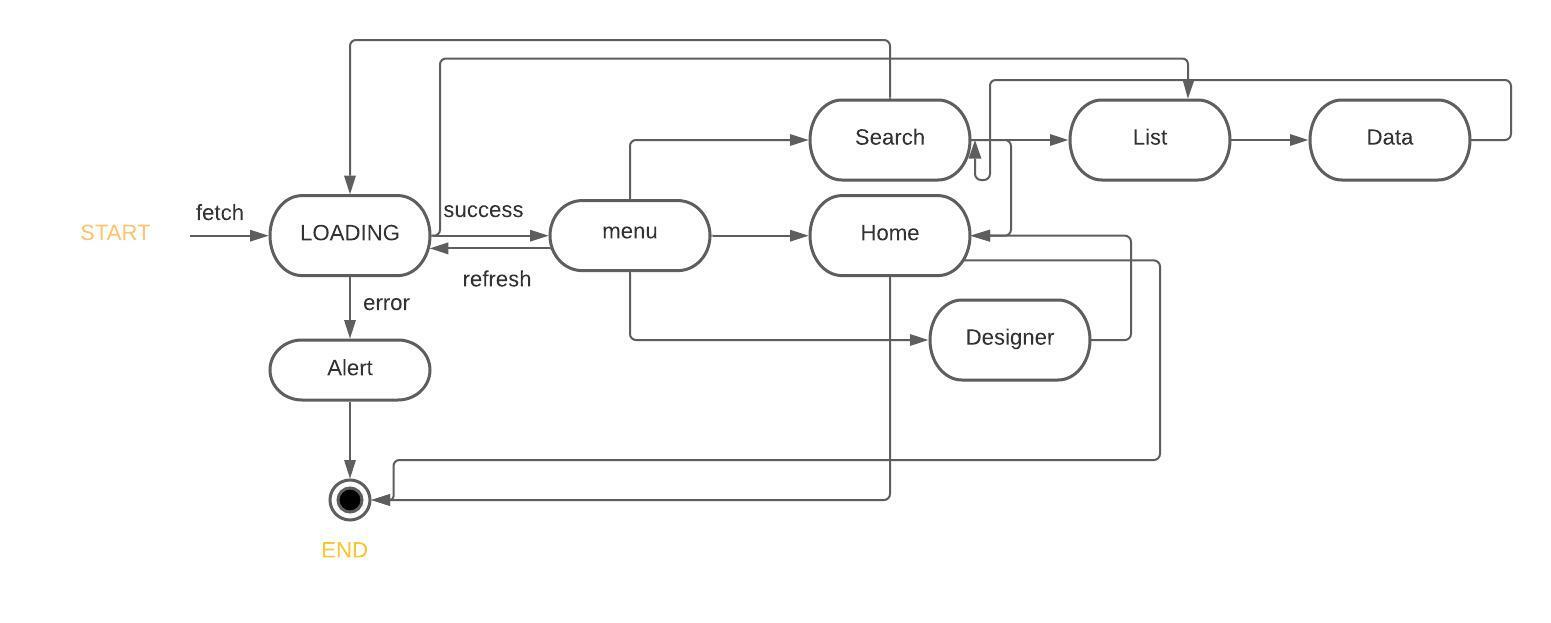 Search
List
Data
fetch
success
START
LOADING
menu
Home
refresh
error
Designer
Alert
END